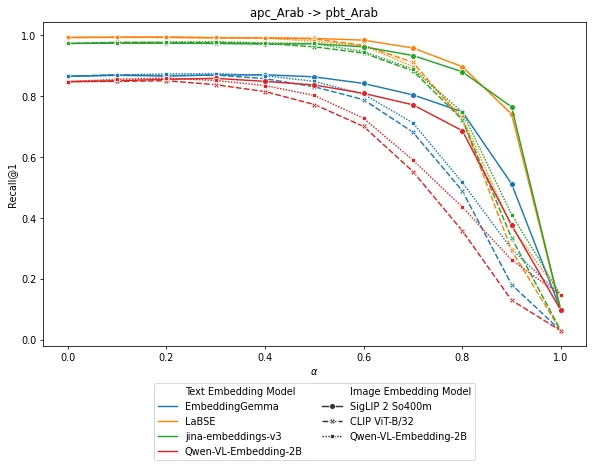 apc_Arab -> pbt_Arab
1.0
0.8
0.6
0.4
0.2
0.0
Recall@1
0.0 0.2 0.4 0.6 0.8 1.0
α
Text Embedding Model Image Embedding Model
EmbeddingGemma SigLIP 2 So400m
LaBSE CLIP ViT-B/32
jina-embeddings-v3 Qwen-VL-Embedding-2B
Qwen-VL-Embedding-2B